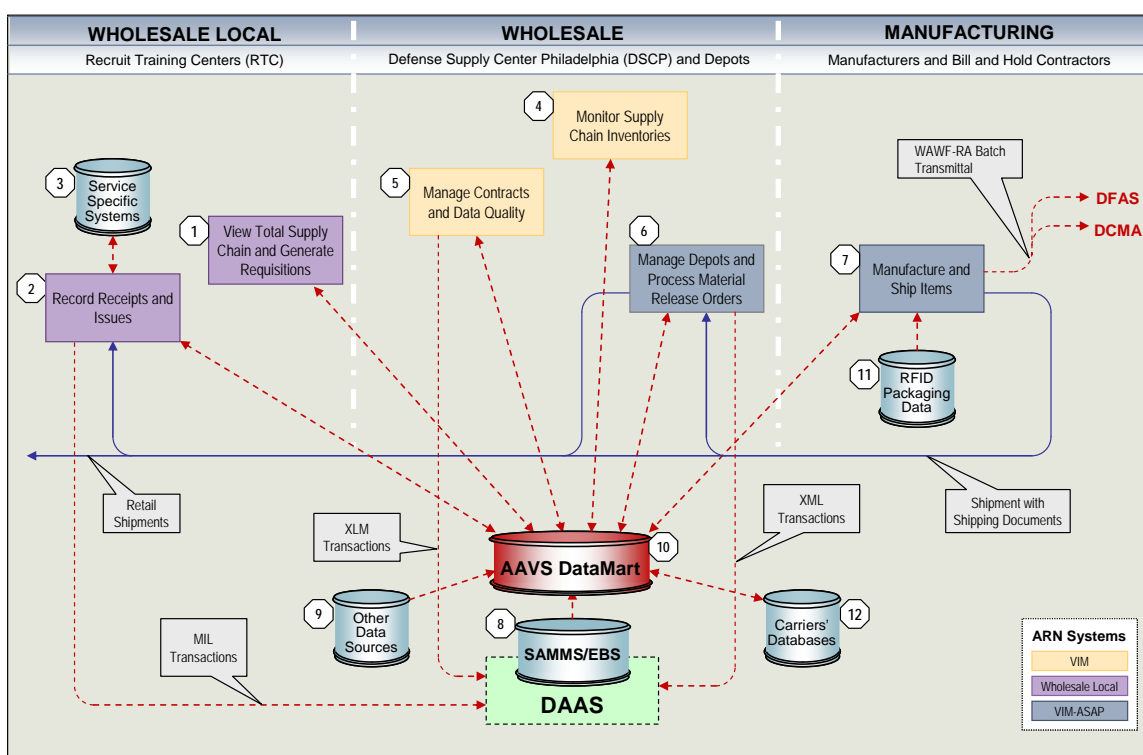 WHOLESALE LOCAL
Recruit Training Centers (RTC)
WHOLESALE
Defense Supply Center Philadelphia (DSCP) and Depots
MANUFACTURING
Manufacturers and Bill and Hold Contractors
4
Monitor Supply
Chain Inventories
WAWF-RA Batch
Transmittal
3
Service
Specific
Systems
5
Manage Contracts
and Data Quality
DFAS
DCMA
1
View Total Supply
Chain and Generate
Requisitions
6
Manage Depots and
Process Material
Release Orders
7
Manufacture and
Ship Items
2
Record Receipts and
Issues
11
RFID
Packaging
Data
Retail
Shipments
XLM
Transactions
XML
Transactions
Shipment with
Shipping Documents
10
AAVS DataMart
9
Other
Data
Sources
8
SAMMS/EBS
DAAS
12
Carriers'
Databases
MIL
Transactions
ARN Systems
VIM
Wholesale Local
VIM-ASAP